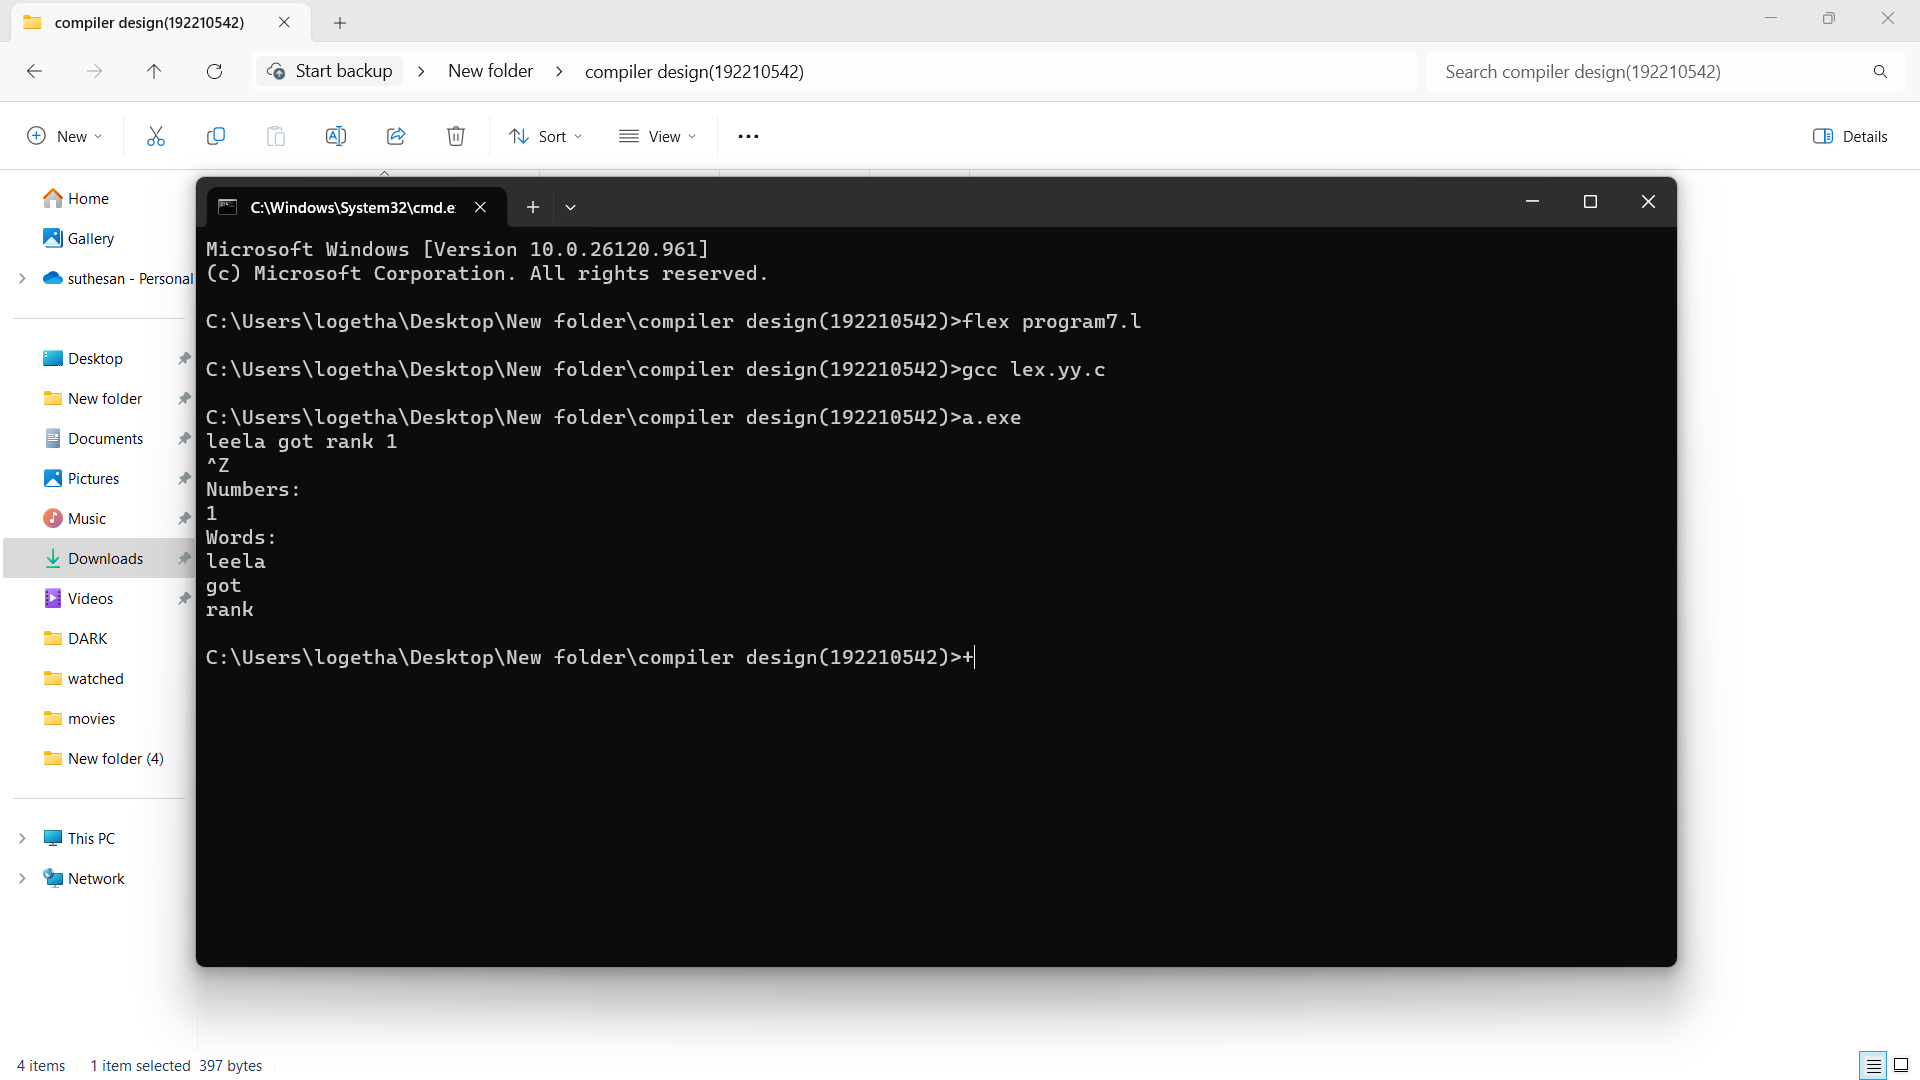 compiler design(192210542)
Start backup > New folder > compiler design(192210542)
Search compiler design(192210542)
New
Sort
View
Details
Home
Gallery
suthesan - Personal
Desktop
New folder
Documents
Pictures
Music
Downloads
Videos
DARK
watched
movies
New folder (4)
This PC
Network
C:\Windows\System32\cmd.e
Microsoft Windows [Version 10.0.26120.961]
(c) Microsoft Corporation. All rights reserved.
C:\Users\logetha\Desktop\New folder\compiler design(192210542)>flex program7.l
C:\Users\logetha\Desktop\New folder\compiler design(192210542)>gcc lex.yy.c
C:\Users\logetha\Desktop\New folder\compiler design(192210542)>a.exe
leela got rank 1
^Z
Numbers:
1
Words:
leela
got
rank
C:\Users\logetha\Desktop\New folder\compiler design(192210542)>+
4 items 1 item selected 397 bytes